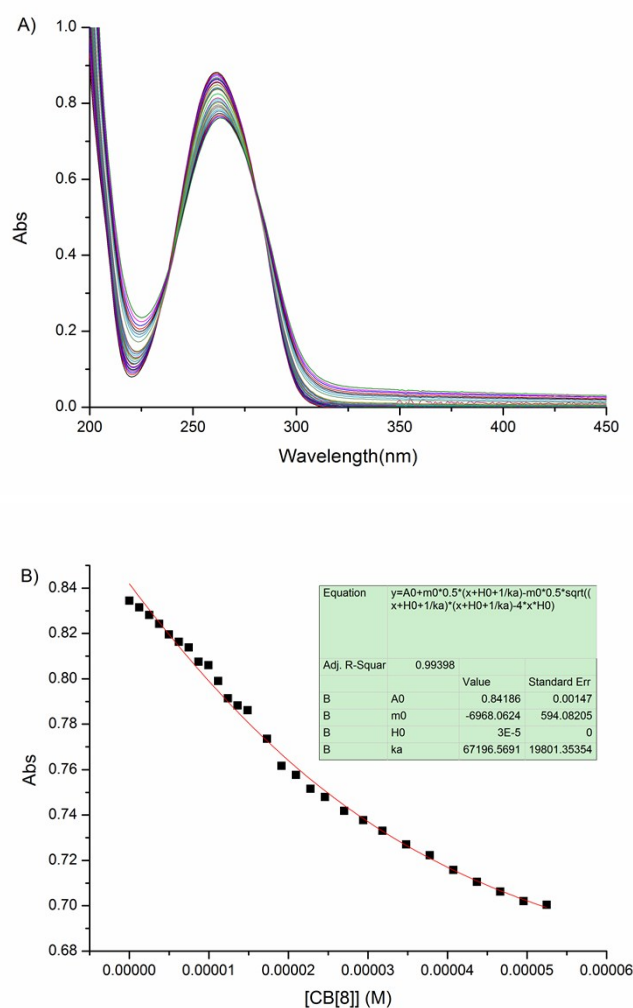 A)
1.0
0.8
0.6
0.4
0.2
0.0
Abs
200 250 300 350 400 450
Wavelength(nm)
B)
0.84
0.82
0.80
0.78
0.76
0.74
0.72
0.70
0.68
Abs
Equation y=A0+m0*0.5*(x+H0+1/ka)-m0*0.5*sqrt((
x+H0+1/ka)*(x+H0+1/ka)-4*x*H0)
Adj. R-Squar 0.99398
Value Standard Err
B A0 0.84186 0.00147
B m0 -6968.0624 594.08205
B H0 3E-5 0
B ka 67196.5691 19801.35354
0.00000 0.00001 0.00002 0.00003 0.00004 0.00005 0.00006
[CB[8]] (M)